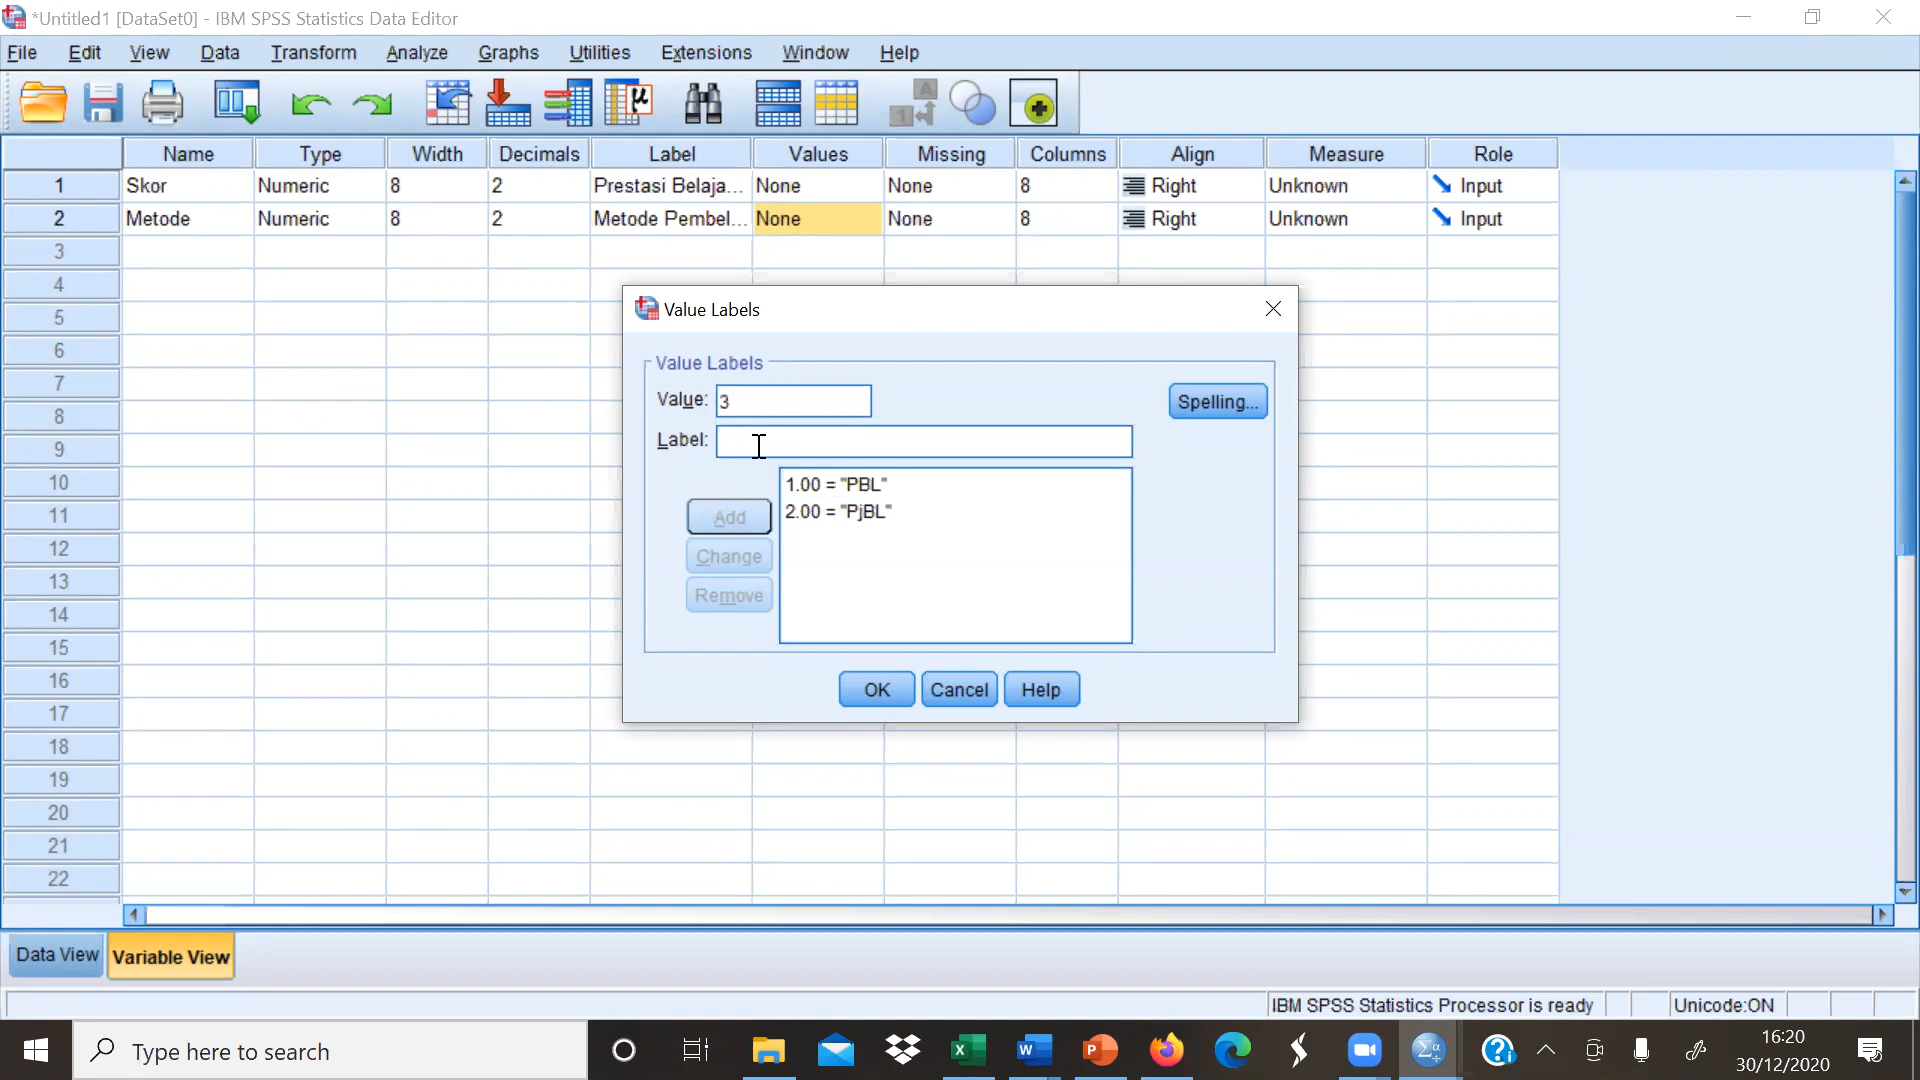 *Untitled1 [DataSet0] - IBM SPSS Statistics Data Editor
File Edit View Data Transform Analyze Graphs Utilities Extensions Window Help
Name Type Width Decimals Label Values Missing Columns Align Measure Role
1 Skor Numeric 8 2 Prestasi Belaja... None None 8 Right Unknown Input
2 Metode Numeric 8 2 Metode Pembel... None None 8 Right Unknown Input
3
4
5
6
7
8
9
10
11
12
13
14
15
16
17
18
19
20
21
22
Value Labels
Value Labels
Value: 3
Spelling...
Label:
1.00 = "PBL"
2.00 = "PjBL"
Add
Change
Remove
OK Cancel Help
Data View Variable View
IBM SPSS Statistics Processor is ready Unicode:ON
Type here to search
16:20
30/12/2020